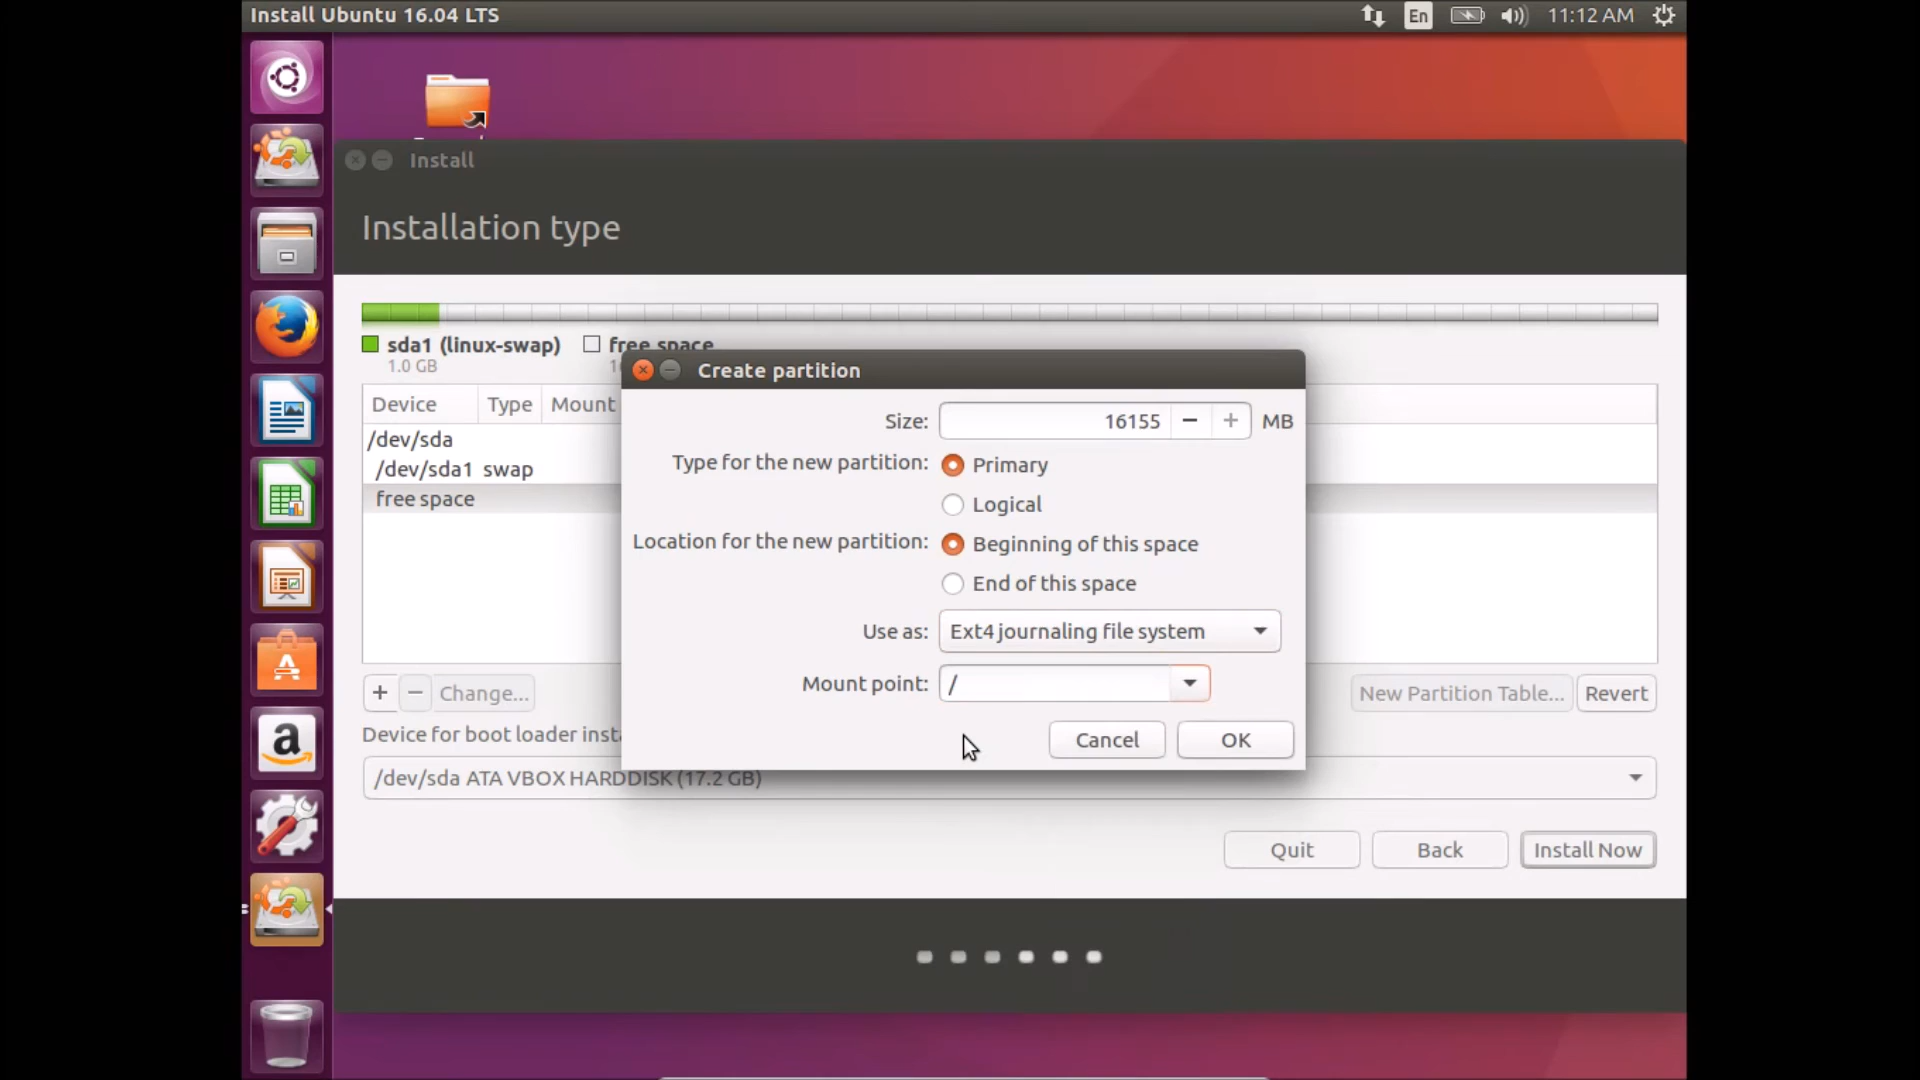 Install Ubuntu 16.04 LTS
En
11:12 AM
Install
Installation type
sda1 (linux-swap)
free space
1.0 GB
Create partition
Device
Type
Mount
Size:
16155
MB
/dev/sda
Type for the new partition:
Primary
/dev/sda1 swap
free space
Logical
Location for the new partition:
Beginning of this space
End of this space
Use as:
Ext4 journaling file system
Mount point:
/
+
−
Change...
New Partition Table...
Revert
Device for boot loader
Cancel
OK
/dev/sda ATA VBOX HARDDISK (17.2 GB)
Quit
Back
Install Now